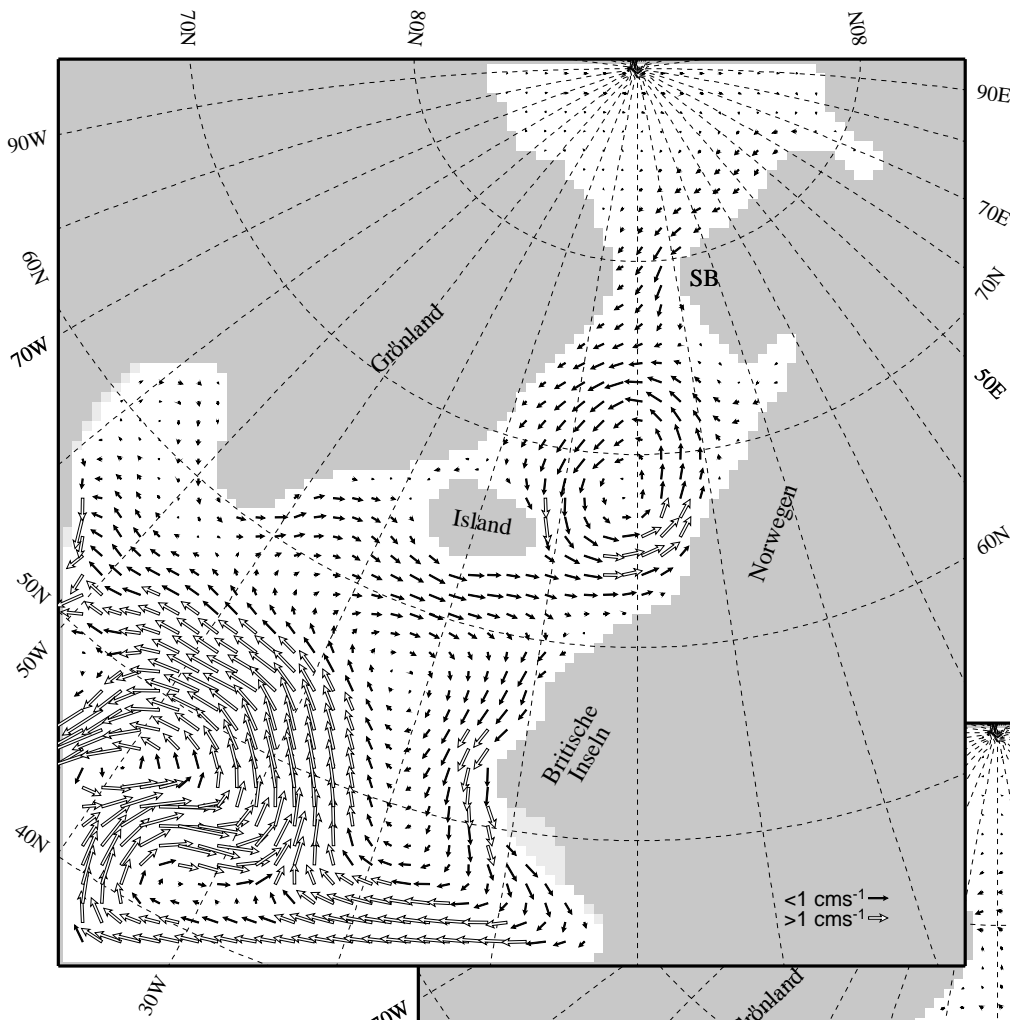 70N
80N
80N
90E
90W
70E
60N
70N
SB
70W
Grönland
50E
Island
Norwegen
60N
50N
50W
Britische
Inseln
40N
<1 cms-1
>1 cms-1
30W
70W
Grönland